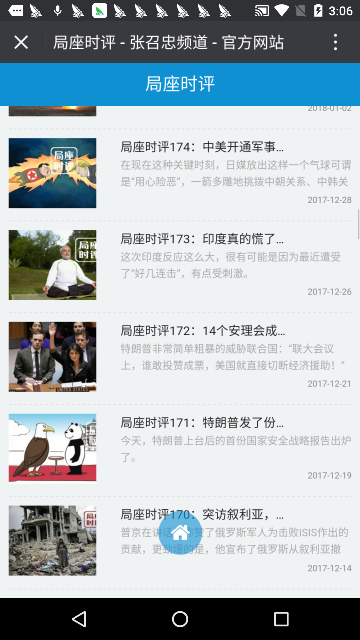 3:06
局座时评 - 张召忠频道 - 官方网站
局座时评
2018-01-02
局座时评
局座时评174：中美开通军事...
在现在这种关键时刻，日媒放出这样一个气球可谓
是“用心险恶”，一箭多雕地挑拨中朝关系、中韩关
2017-12-28
局座时评
局座时评173：印度真的慌了...
这次印度反应这么大，很有可能是因为最近遭受
了“好几连击”，有点受刺激。
2017-12-26
局座时评172：14个安理会成...
特朗普非常简单粗暴的威胁联合国：“联大会议
上，谁敢投赞成票，美国就直接切断经济援助！”
2017-12-21
局座时评171：特朗普发了份...
今天，特朗普上台后的首份国家安全战略报告出炉
了。
2017-12-19
局座时评170：突访叙利亚，...
普京在讲话
了俄罗斯军人为击败ISIS作出的
贡献，更
是，他宣布了俄罗斯从叙利亚撤
2017-12-14